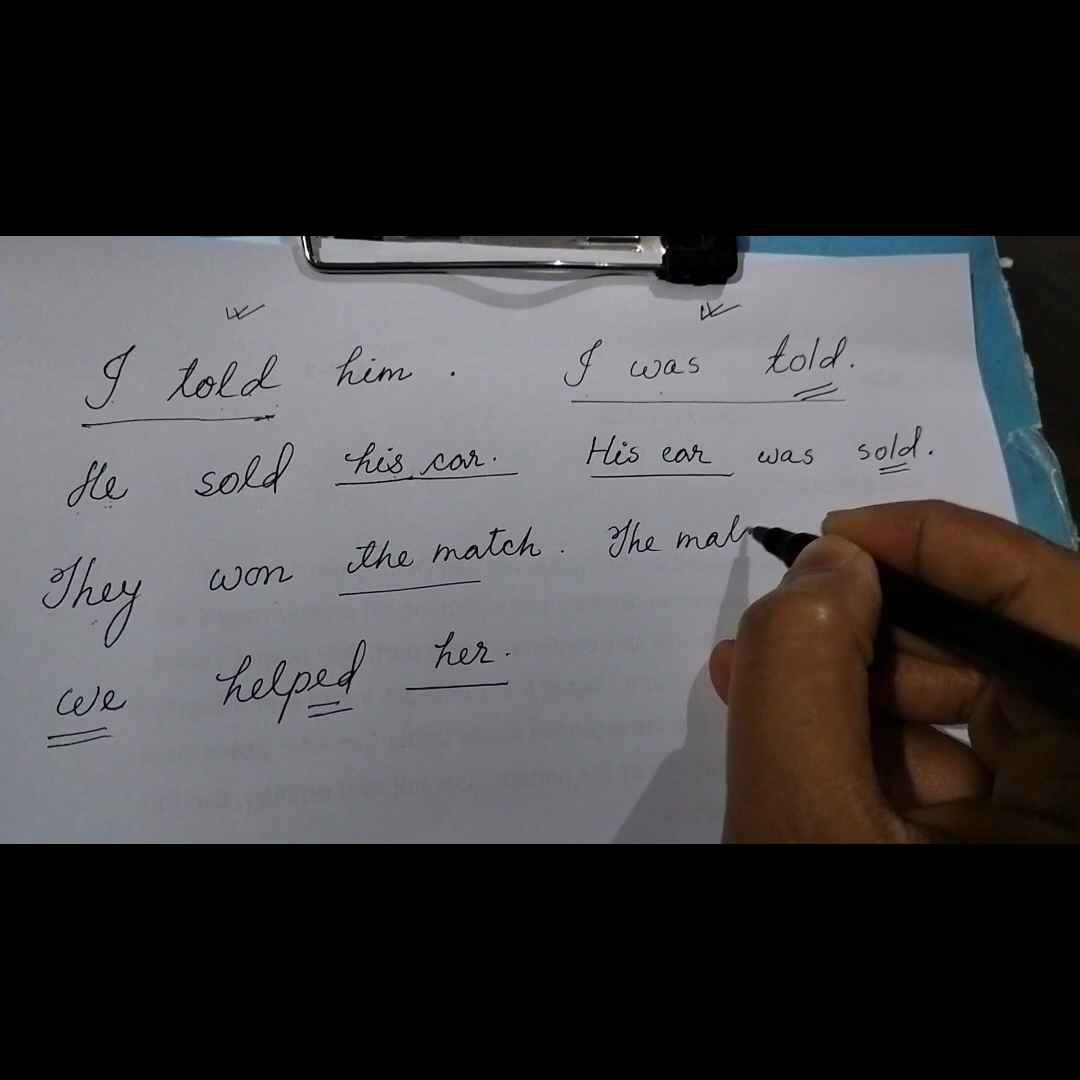 I told him. I was told.
He sold his car. His car was sold.
They won the match. The mat
we helped her.